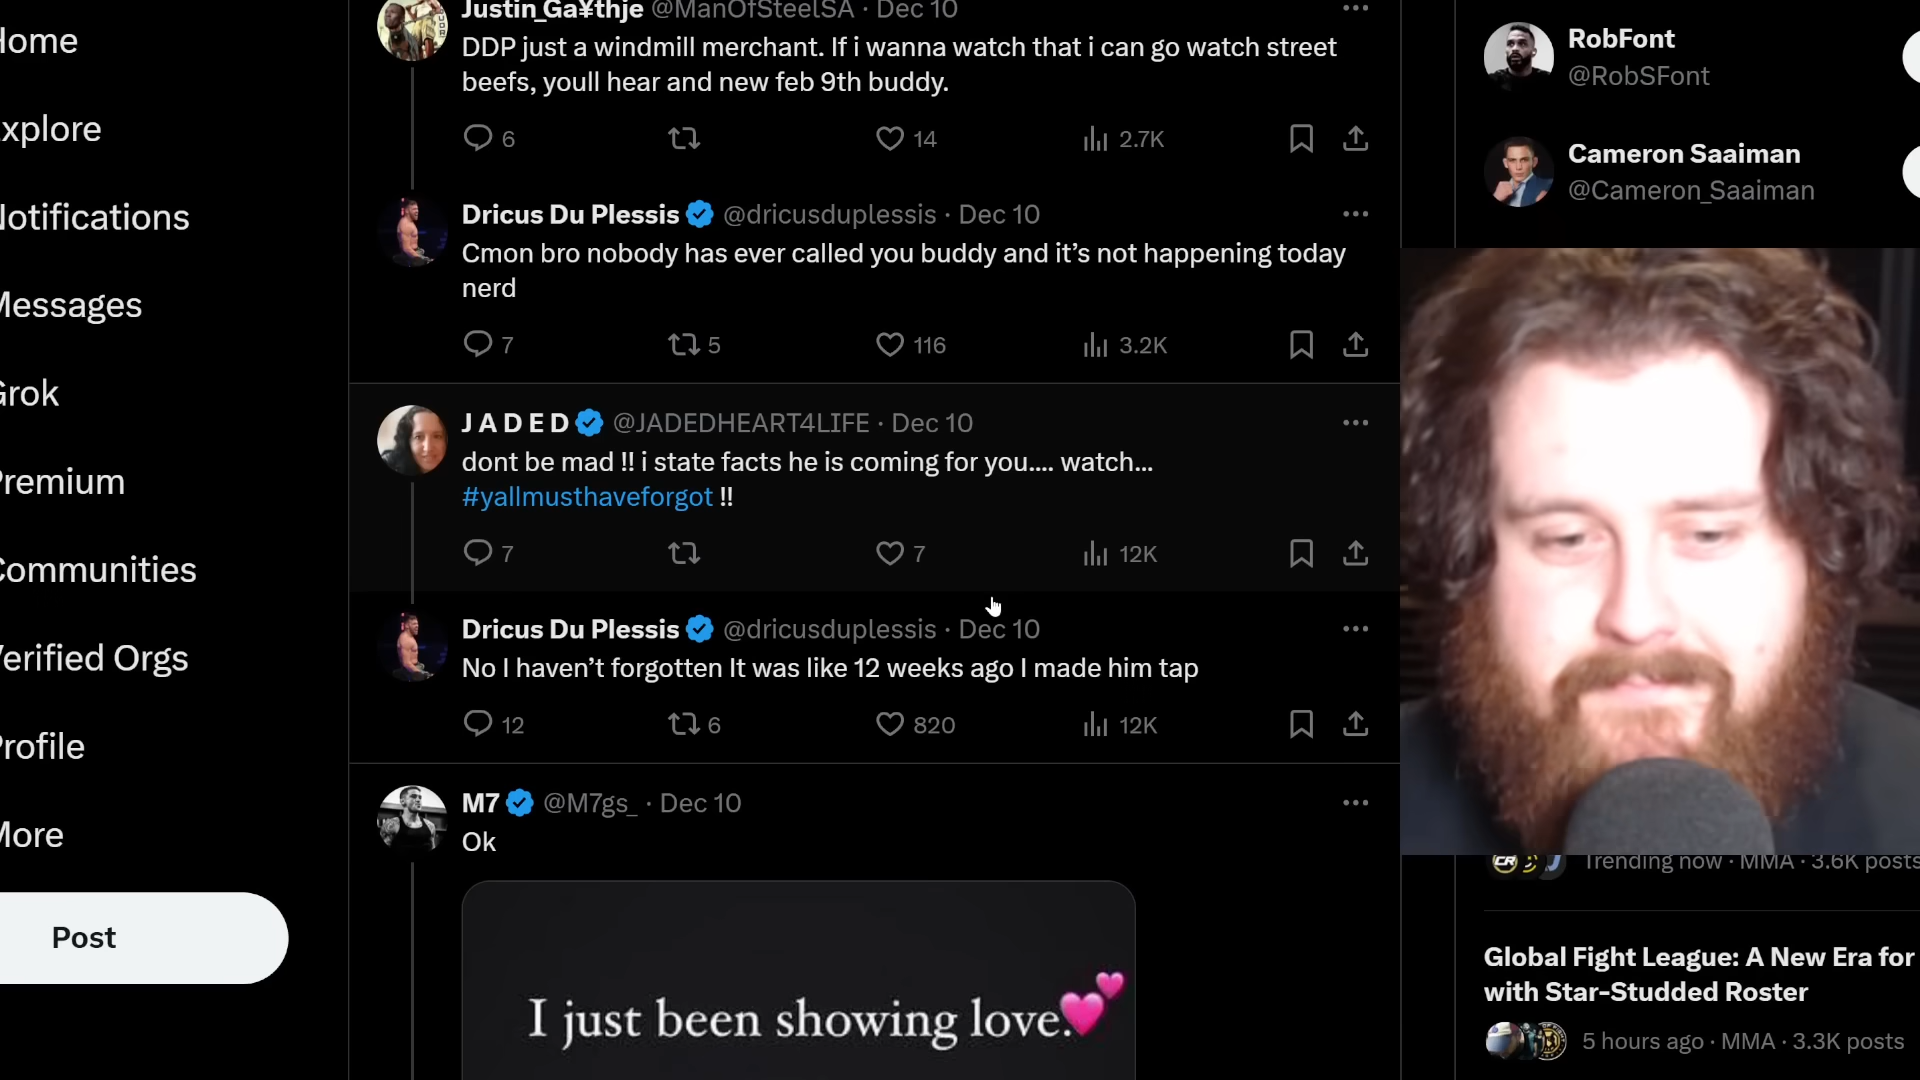 Home
Justin_Ga¥thje @ManOfSteelSA · Dec 10
DDP just a windmill merchant. If i wanna watch that i can go watch street
beefs, youll hear and new feb 9th buddy.
6 14 2.7K
RobFont
@RobSFont
Explore
Cameron Saaiman
@Cameron_Saaiman
Notifications
Dricus Du Plessis @dricusduplessis · Dec 10
Cmon bro nobody has ever called you buddy and it’s not happening today
nerd
7 5 116 3.2K
Messages
Grok
J A D E D @JADEDHEART4LIFE · Dec 10
dont be mad !! i state facts he is coming for you.... watch...
#yallmusthaveforgot !!
7 7 12K
Premium
Communities
Dricus Du Plessis @dricusduplessis · Dec 10
No I haven’t forgotten It was like 12 weeks ago I made him tap
12 6 820 12K
Verified Orgs
Profile
More
M7 @M7gs_ · Dec 10
Ok
I just been showing love.💕
Post
Trending now · MMA · 3.6K posts
Global Fight League: A New Era for
with Star-Studded Roster
5 hours ago · MMA · 3.3K posts